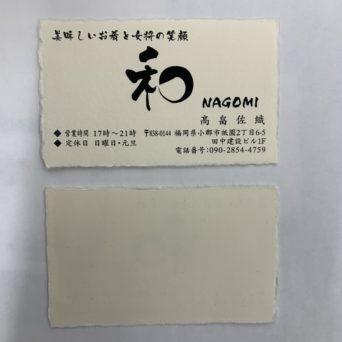 美味しいお肴と女将の笑顔
和
NAGOMI
高畠 佐織
◆ 営業時間 17時〜21時 〒838-0144 福岡県小郡市祇園2丁目6-5
◆ 定休日 日曜日・元旦 田中建設ビル1F
電話番号:090-2854-4759